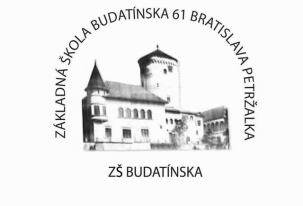 ZÁKLADNÁ ŠKOLA BUDATÍNSKA 61 BRATISLAVA PETRŽALKA
ZŠ BUDATÍNSKA